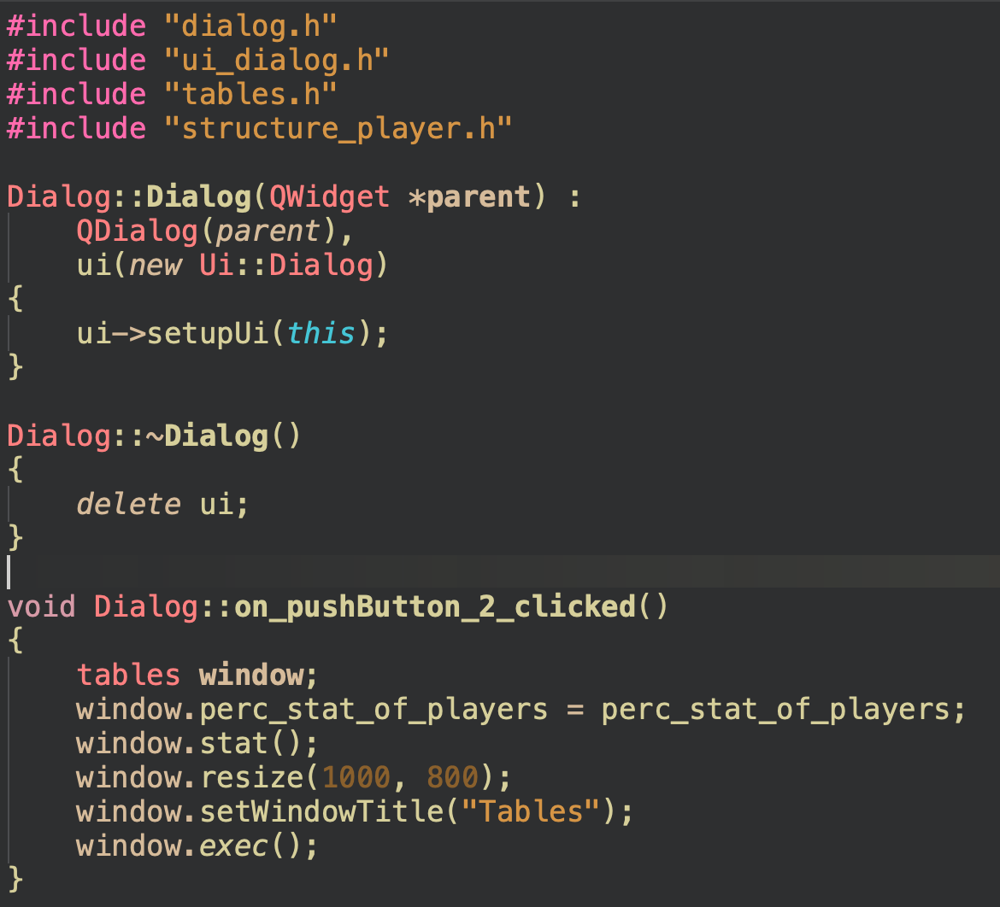 #include "dialog.h"
#include "ui_dialog.h"
#include "tables.h"
#include "structure_player.h"

Dialog::Dialog(QWidget *parent) :
    QDialog(parent),
    ui(new Ui::Dialog)
{
    ui->setupUi(this);
}

Dialog::~Dialog()
{
    delete ui;
}

void Dialog::on_pushButton_2_clicked()
{
    tables window;
    window.perc_stat_of_players = perc_stat_of_players;
    window.stat();
    window.resize(1000, 800);
    window.setWindowTitle("Tables");
    window.exec();
}